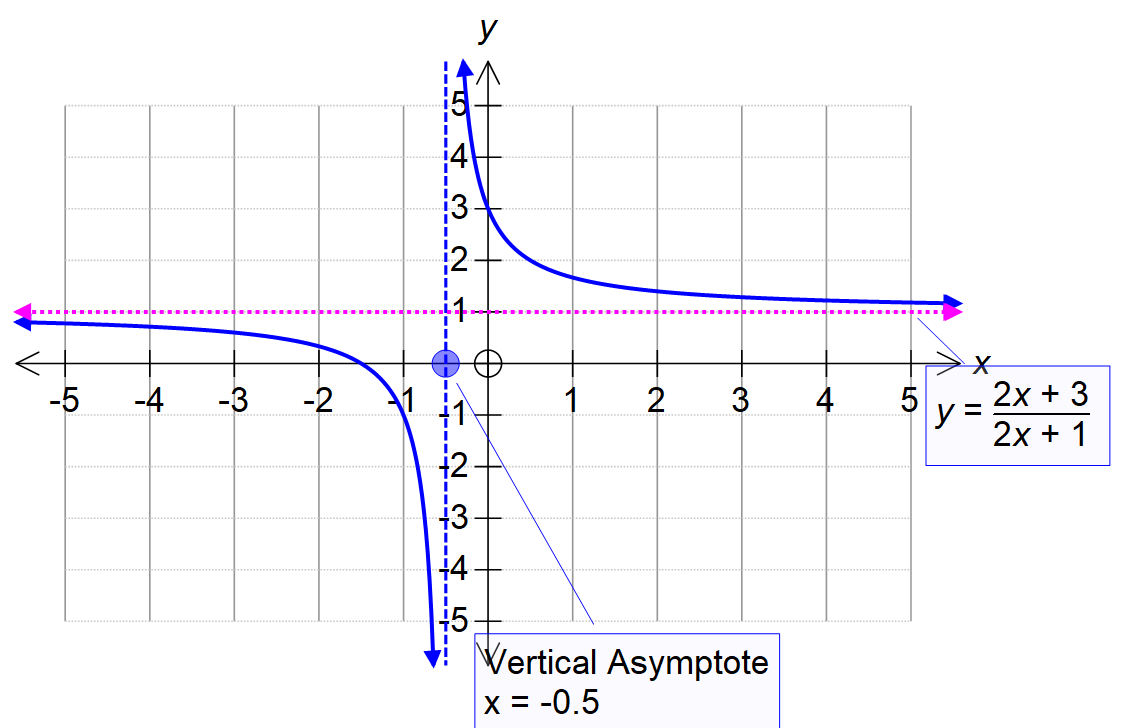 y
5
4
3
2
1
x
-5 -4 -3 -2 -1 1 2 3 4 5
-1
-2
-3
-4
-5
y = 2x + 3
2x + 1
Vertical Asymptote
x = -0.5